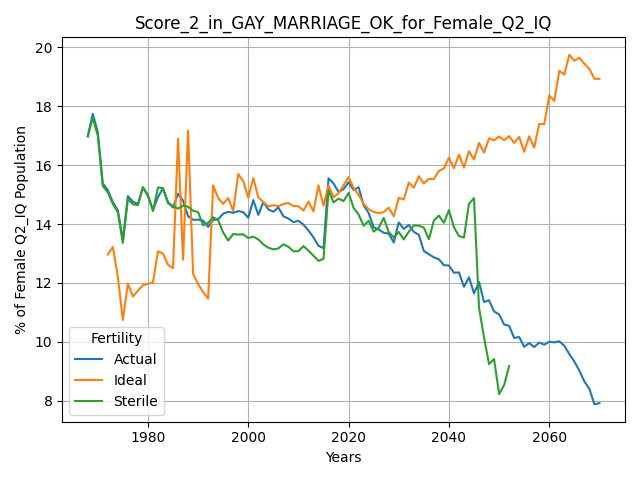 Score_2_in_GAY_MARRIAGE_OK_for_Female_Q2_IQ
% of Female Q2_IQ Population
20
18
16
14
12
10
8
Fertility
Actual
Ideal
Sterile
1980
2000
2020
2040
2060
Years